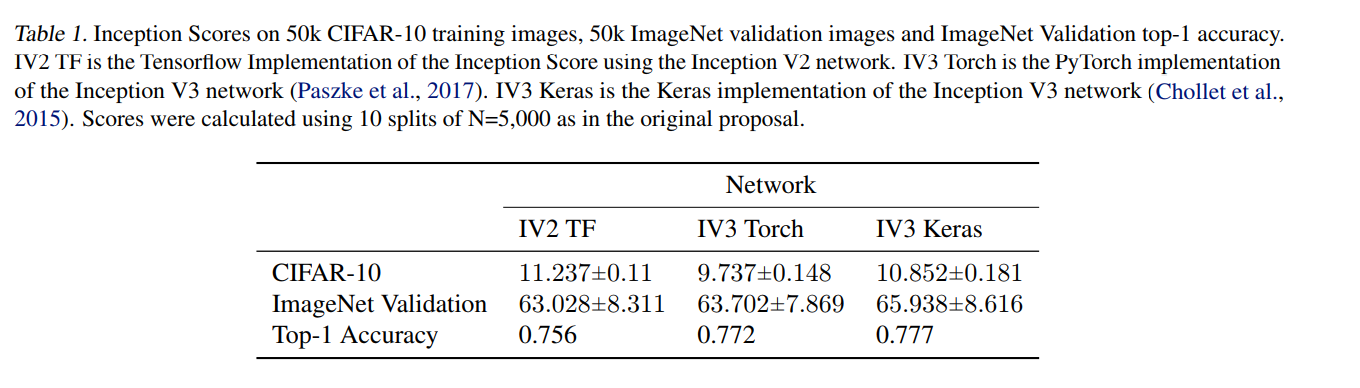 Table 1. Inception Scores on 50k CIFAR-10 training images, 50k ImageNet validation images and ImageNet Validation top-1 accuracy.
IV2 TF is the Tensorflow Implementation of the Inception Score using the Inception V2 network. IV3 Torch is the PyTorch implementation
of the Inception V3 network (Paszke et al., 2017). IV3 Keras is the Keras implementation of the Inception V3 network (Chollet et al.,
2015). Scores were calculated using 10 splits of N=5,000 as in the original proposal.
Network
IV2 TF IV3 Torch IV3 Keras
CIFAR-10 11.237±0.11 9.737±0.148 10.852±0.181
ImageNet Validation 63.028±8.311 63.702±7.869 65.938±8.616
Top-1 Accuracy 0.756 0.772 0.777